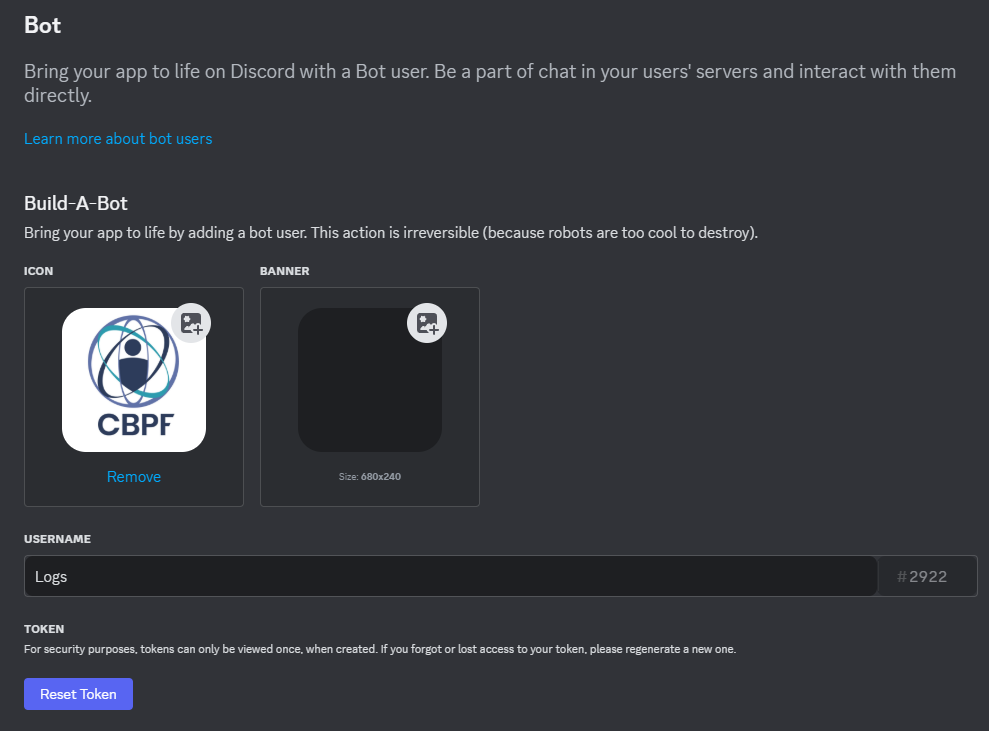 Bot
Bring your app to life on Discord with a Bot user. Be a part of chat in your users' servers and interact with them
directly.
Learn more about bot users
Build-A-Bot
Bring your app to life by adding a bot user. This action is irreversible (because robots are too cool to destroy).
ICON
BANNER
CBPF
Remove
Size: 680x240
USERNAME
Logs
#2922
TOKEN
For security purposes, tokens can only be viewed once, when created. If you forgot or lost access to your token, please regenerate a new one.
Reset Token